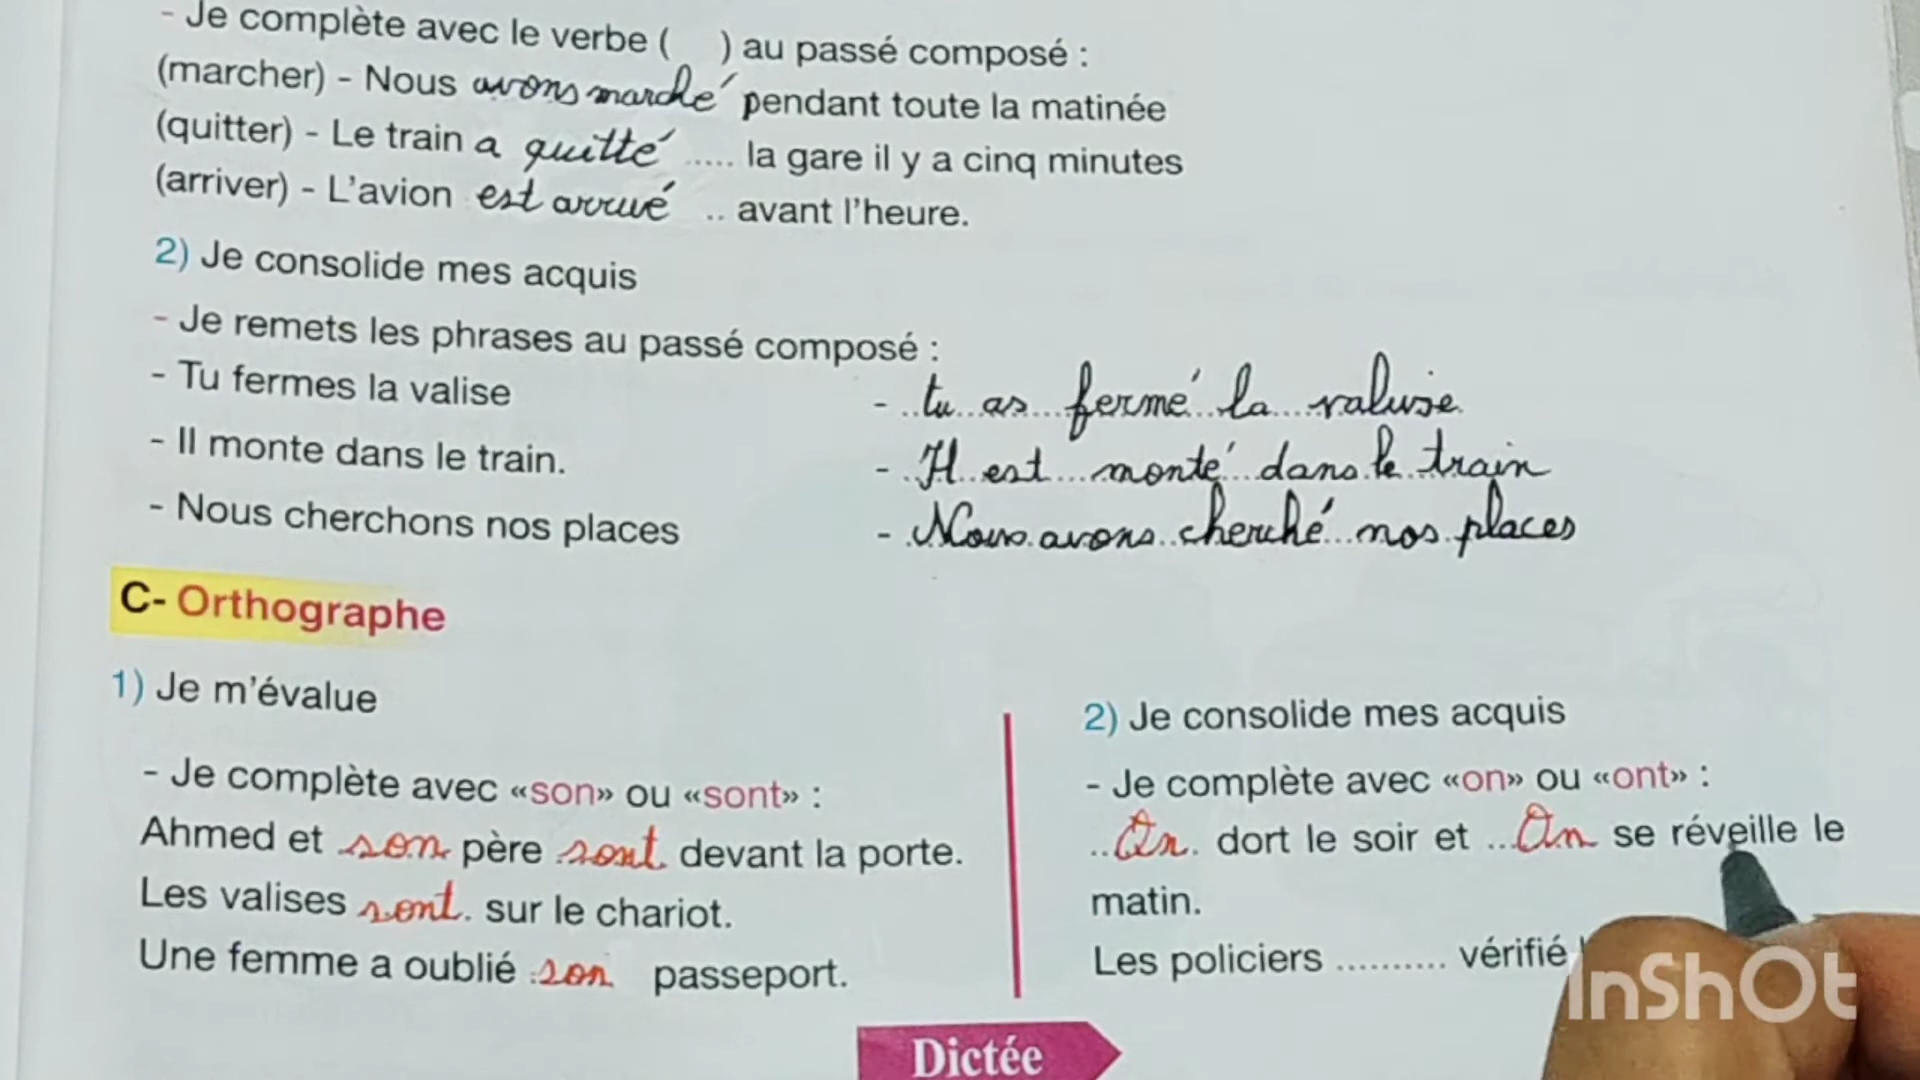 - Je complète avec le verbe ( ) au passé composé :
(marcher) - Nous avons marché pendant toute la matinée
(quitter) - Le train a quitté ..... la gare il y a cinq minutes
(arriver) - L'avion est arrivé .. avant l'heure.
2) Je consolide mes acquis
- Je remets les phrases au passé composé :
- Tu fermes la valise - tu as fermé la valise
- Il monte dans le train. - Il est monté dans le train
- Nous cherchons nos places - Nous avons cherché nos places
C- Orthographe
1) Je m'évalue
- Je complète avec «son» ou «sont» :
Ahmed et son père sont devant la porte.
Les valises sont sur le chariot.
Une femme a oublié son passeport.
2) Je consolide mes acquis
- Je complète avec «on» ou «ont» :
..On. dort le soir et ...On se réveille le
matin.
Les policiers .......... vérifié
InShOt
Dictée